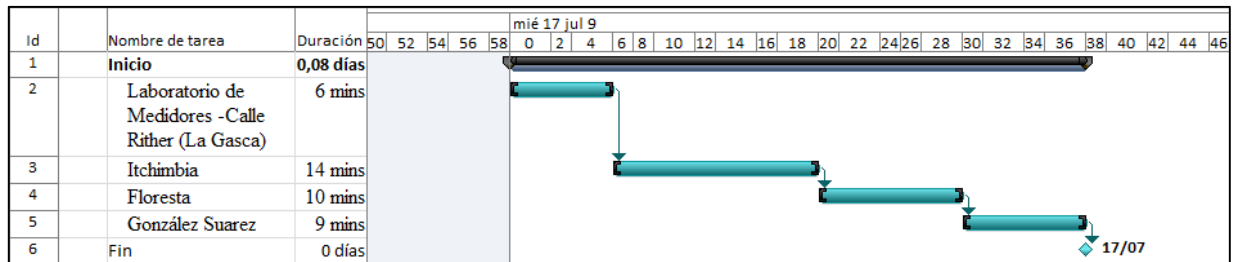 mié 17 jul 9
Id Nombre de tarea Duración 50 52 54 56 58 0 2 4 6 8 10 12 14 16 18 20 22 24 26 28 30 32 34 36 38 40 42 44 46
1 Inicio 0,08 días
2 Laboratorio de 6 mins
Medidores -Calle
Rither (La Gasca)
3 Itchimbia 14 mins
4 Floresta 10 mins
5 González Suarez 9 mins
6 Fin 0 días 17/07